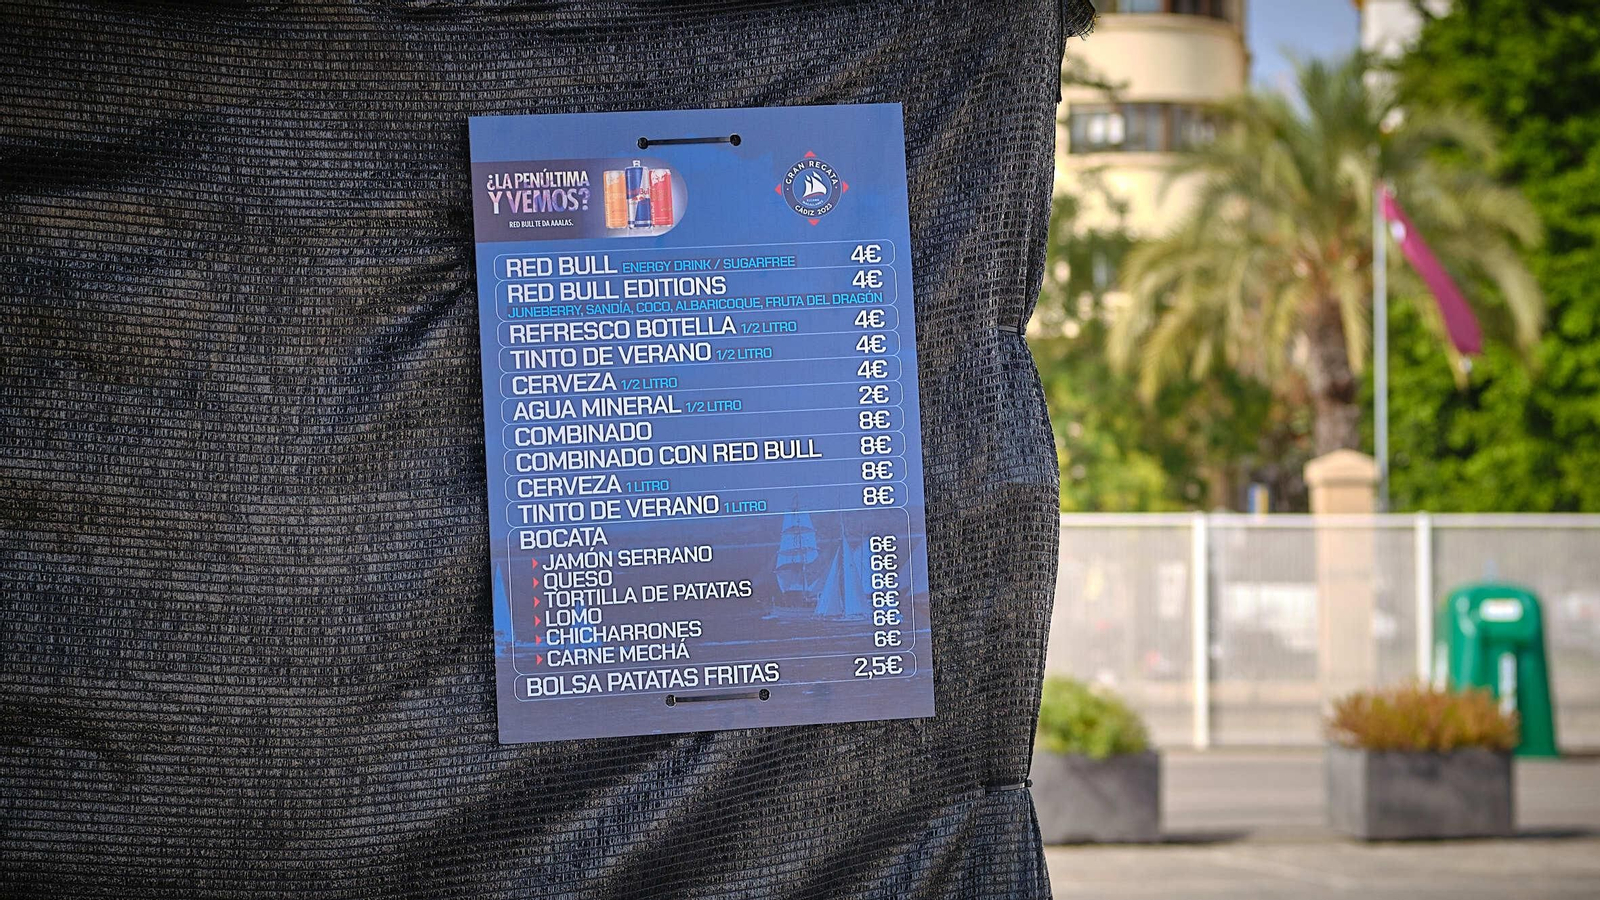 ¿LA PENÚLTIMA
Y VEMOS?
RED BULL TE DA AAALAS.
GRAN REGATA
CÁDIZ 2023
RED BULL ENERGY DRINK / SUGARFREE 4€
RED BULL EDITIONS 4€
JUNEBERRY, SANDÍA, COCO, ALBARICOQUE, FRUTA DEL DRAGÓN
REFRESCO BOTELLA 1/2 LITRO 4€
TINTO DE VERANO 1/2 LITRO 4€
CERVEZA 1/2 LITRO 4€
AGUA MINERAL 1/2 LITRO 2€
COMBINADO 8€
COMBINADO CON RED BULL 8€
CERVEZA 1 LITRO 8€
TINTO DE VERANO 1 LITRO 8€
BOCATA
JAMÓN SERRANO 6€
QUESO 6€
TORTILLA DE PATATAS 6€
LOMO 6€
CHICHARRONES 6€
CARNE MECHÁ 6€
BOLSA PATATAS FRITAS 2,5€